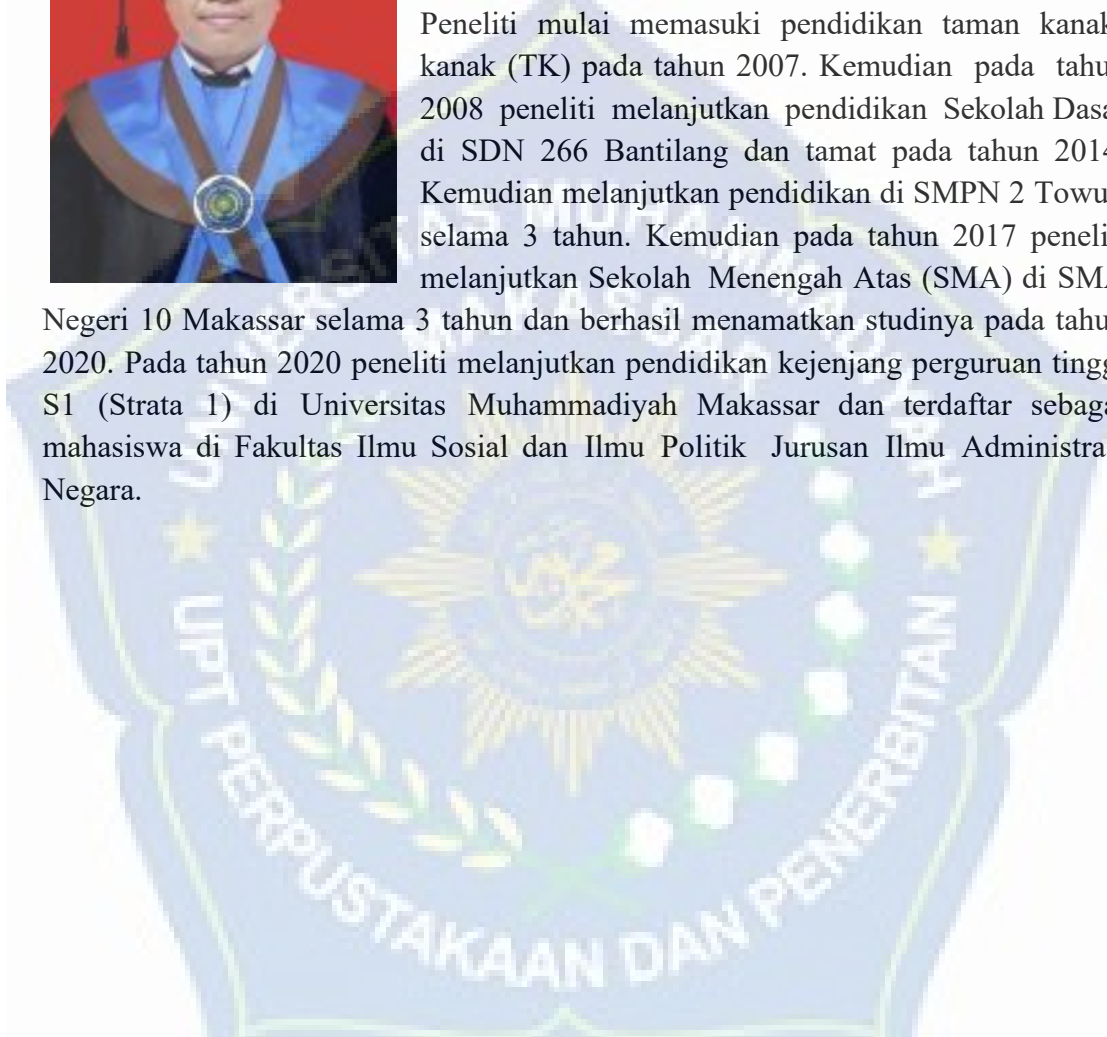 Peneliti mulai memasuki pendidikan taman kanak
kanak (TK) pada tahun 2007. Kemudian pada tahu
2008 peneliti melanjutkan pendidikan Sekolah Dasa
di SDN 266 Bantilang dan tamat pada tahun 2014
Kemudian melanjutkan pendidikan di SMPN 2 Towu
selama 3 tahun. Kemudian pada tahun 2017 peneli
melanjutkan Sekolah Menengah Atas (SMA) di SMA
Negeri 10 Makassar selama 3 tahun dan berhasil menamatkan studinya pada tahu
2020. Pada tahun 2020 peneliti melanjutkan pendidikan kejenjang perguruan tingg
S1 (Strata 1) di Universitas Muhammadiyah Makassar dan terdaftar sebaga
mahasiswa di Fakultas Ilmu Sosial dan Ilmu Politik Jurusan Ilmu Administra
Negara.
UNIVERSITAS MUHAMMADIYAH
MAKASSAR
UPT PERPUSTAKAAN DAN PENERBITAN